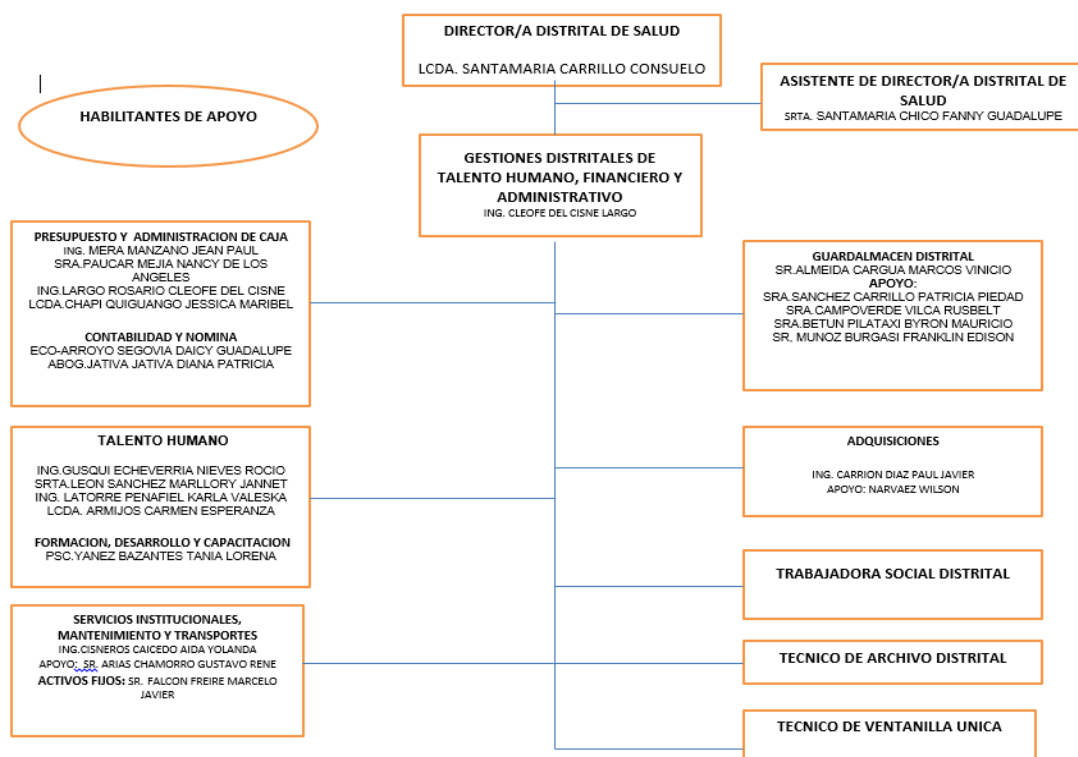 DIRECTOR/A DISTRITAL DE SALUD
LCDA. SANTAMARIA CARRILLO CONSUELO
ASISTENTE DE DIRECTOR/A DISTRITAL DE
SALUD
SRTA. SANTAMARIA CHICO FANNY GUADALUPE
HABILITANTES DE APOYO
GESTIONES DISTRITALES DE
TALENTO HUMANO, FINANCIERO Y
ADMINISTRATIVO
ING. CLEOFE DEL CISNE LARGO
PRESUPUESTO Y ADMINISTRACION DE CAJA
ING. MERA MANZANO JEAN PAUL
SRA.PAUCAR MEJIA NANCY DE LOS
ANGELES
ING.LARGO ROSARIO CLEOFE DEL CISNE
LCDA.CHAPI QUIGUANGO JESSICA MARIBEL
CONTABILIDAD Y NOMINA
ECO-ARROYO SEGOVIA DAICY GUADALUPE
ABOG.JATIVA JATIVA DIANA PATRICIA
GUARDALMACEN DISTRITAL
SR.ALMEIDA CARGUA MARCOS VINICIO
APOYO:
SRA.SANCHEZ CARRILLO PATRICIA PIEDAD
SRA.CAMPOVERDE VILCA RUSBELT
SRA.BETUN PILATAXI BYRON MAURICIO
SR, MUNOZ BURGASI FRANKLIN EDISON
TALENTO HUMANO
ING.GUSQUI ECHEVERRIA NIEVES ROCIO
SRTA.LEON SANCHEZ MARLLORY JANNET
ING. LATORRE PENAFIEL KARLA VALESKA
LCDA. ARMIJOS CARMEN ESPERANZA
FORMACION, DESARROLLO Y CAPACITACION
PSC.YANEZ BAZANTES TANIA LORENA
ADQUISICIONES
ING. CARRION DIAZ PAUL JAVIER
APOYO: NARVAEZ WILSON
TRABAJADORA SOCIAL DISTRITAL
SERVICIOS INSTITUCIONALES,
MANTENIMIENTO Y TRANSPORTES
ING.CISNEROS CAICEDO AIDA YOLANDA
APOYO: SR. ARIAS CHAMORRO GUSTAVO RENE
ACTIVOS FIJOS: SR. FALCON FREIRE MARCELO
JAVIER
TECNICO DE ARCHIVO DISTRITAL
TECNICO DE VENTANILLA UNICA